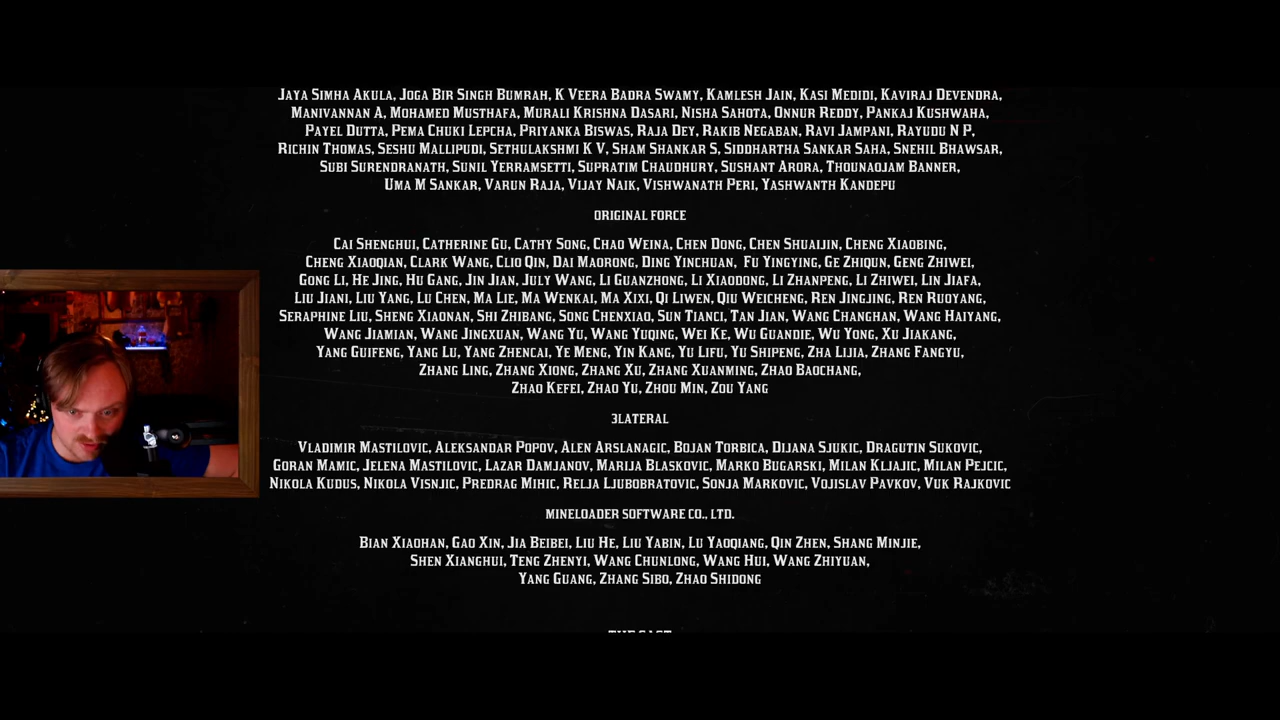 Jaya Simha Akula, Joga Bir Singh Bumrah, K Veera Badra Swamy, Kamlesh Jain, Kasi Medidi, Kaviraj Devendra,
Manivannan A, Mohamed Musthafa, Murali Krishna Dasari, Nisha Sahota, Onnur Reddy, Pankaj Kushwaha,
Payel Dutta, Pema Chuki Lepcha, Priyanka Biswas, Raja Dey, Rakib Negaban, Ravi Jampani, Rayudu N P,
Richin Thomas, Seshu Mallipudi, Sethulakshmi K V, Sham Shankar S, Siddhartha Sankar Saha, Snehil Bhawsar,
Subi Surendranath, Sunil Yerramsetti, Supratim Chaudhury, Sushant Arora, Thounaojam Banner,
Uma M Sankar, Varun Raja, Vijay Naik, Vishwanath Peri, Yashwanth Kandepu
ORIGINAL FORCE
Cai Shenghui, Catherine Gu, Cathy Song, Chao Weina, Chen Dong, Chen Shuaijin, Cheng Xiaobing,
Cheng Xiaoqian, Clark Wang, Clio Qin, Dai Maorong, Ding Yinchuan, Fu Yingying, Ge Zhiqun, Geng Zhiwei,
Gong Li, He Jing, Hu Gang, Jin Jian, July Wang, Li Guanzhong, Li Xiaodong, Li Zhanpeng, Li Zhiwei, Lin Jiafa,
Liu Jiani, Liu Yang, Lu Chen, Ma Lie, Ma Wenkai, Ma Xixi, Qi Liwen, Qiu Weicheng, Ren Jingjing, Ren Ruoyang,
Seraphine Liu, Sheng Xiaonan, Shi Zhibang, Song Chenxiao, Sun Tianci, Tan Jian, Wang Changhan, Wang Haiyang,
Wang Jiamian, Wang Jingxuan, Wang Yu, Wang Yuqing, Wei Ke, Wu Guandie, Wu Yong, Xu Jiakang,
Yang Guifeng, Yang Lu, Yang Zhencai, Ye Meng, Yin Kang, Yu Lifu, Yu Shipeng, Zha Lijia, Zhang Fangyu,
Zhang Ling, Zhang Xiong, Zhang Xu, Zhang Xuanming, Zhao Baochang,
Zhao Kefei, Zhao Yu, Zhou Min, Zou Yang
3LATERAL
Vladimir Mastilovic, Aleksandar Popov, Alen Arslanagic, Bojan Torbica, Dijana Sjukic, Dragutin Sukovic,
Goran Mamic, Jelena Mastilovic, Lazar Damjanov, Marija Blaskovic, Marko Bugarski, Milan Kljajic, Milan Pejcic,
Nikola Kudus, Nikola Visnjic, Predrag Mihic, Relja Ljubobratovic, Sonja Markovic, Vojislav Pavkov, Vuk Rajkovic
MINELOADER SOFTWARE CO., LTD.
Bian Xiaohan, Gao Xin, Jia Beibei, Liu He, Liu Yabin, Lu Yaoqiang, Qin Zhen, Shang Minjie,
Shen Xianghui, Teng Zhenyi, Wang Chunlong, Wang Hui, Wang Zhiyuan,
Yang Guang, Zhang Sibo, Zhao Shidong